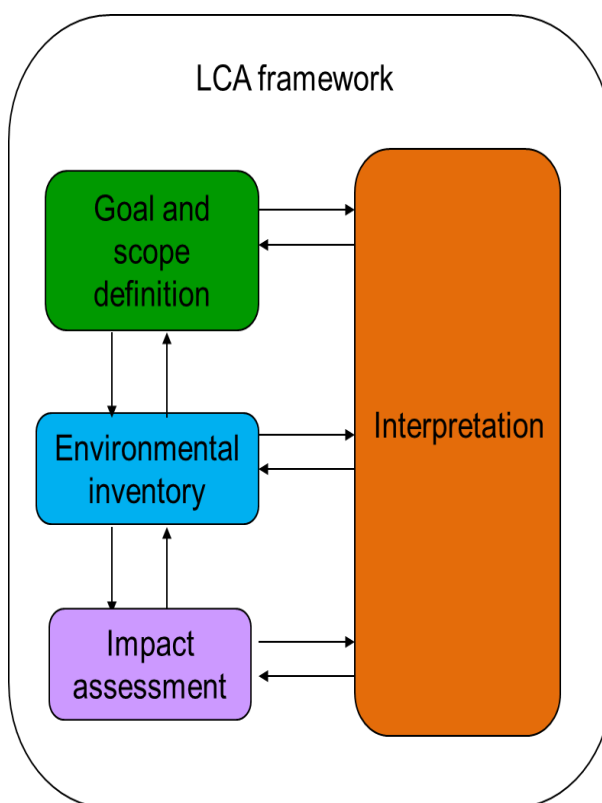 LCA framework
Goal and
scope
definition
Environmental
inventory
Interpretation
Impact
assessment